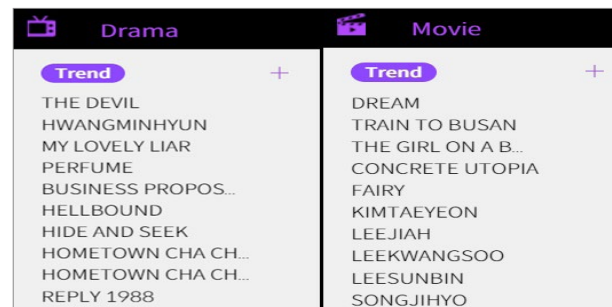 Drama
Trend
THE DEVIL
HWANGMINHYUN
MY LOVELY LIAR
PERFUME
BUSINESS PROPOS...
HELLBOUND
HIDE AND SEEK
HOMETOWN CHA CH...
HOMETOWN CHA CH...
REPLY 1988
Movie
Trend
DREAM
TRAIN TO BUSAN
THE GIRL ON A B...
CONCRETE UTOPIA
FAIRY
KIMTAEYEON
LEEJIAH
LEEKWANGSOO
LEESUNBIN
SONGJIHYO